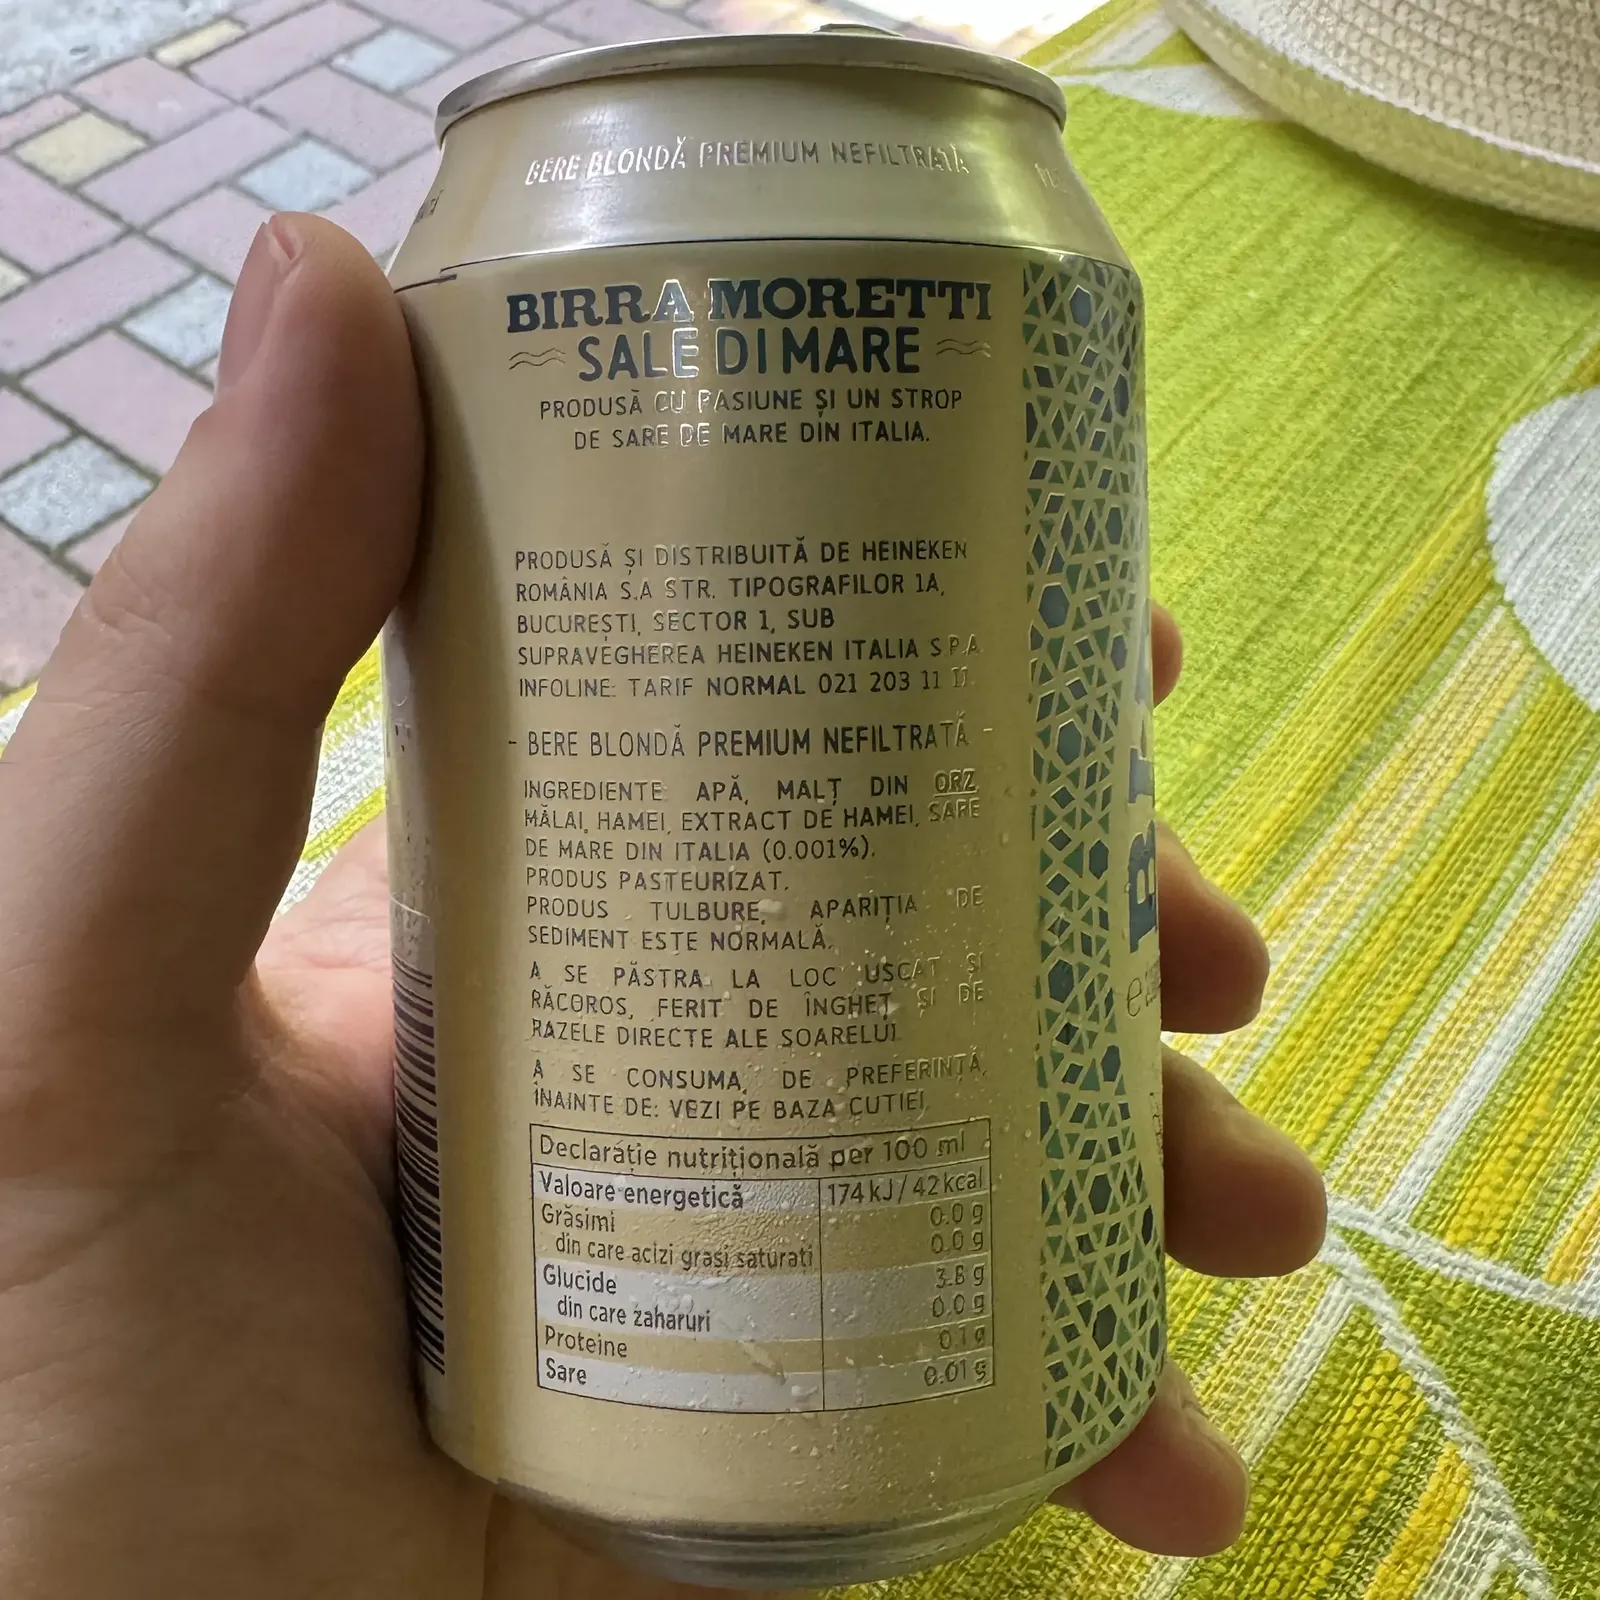 BERE BLONDĂ PREMIUM NEFILTRATĂ
BIRRA MORETTI
SALE DI MARE
PRODUSĂ CU PASIUNE ȘI UN STROP
DE SARE DE MARE DIN ITALIA.
PRODUSĂ ȘI DISTRIBUITĂ DE HEINEKEN
ROMÂNIA S.A STR. TIPOGRAFILOR 1A,
BUCUREȘTI, SECTOR 1, SUB
SUPRAVEGHEREA HEINEKEN ITALIA S.P.A
INFOLINE: TARIF NORMAL 021 203 11 11.
- BERE BLONDĂ PREMIUM NEFILTRATĂ -
INGREDIENTE: APĂ, MALȚ DIN ORZ,
MĂLAI, HAMEI, EXTRACT DE HAMEI, SARE
DE MARE DIN ITALIA (0.001%).
PRODUS PASTEURIZAT.
PRODUS TULBURE, APARIȚIA DE
SEDIMENT ESTE NORMALĂ.
A SE PĂSTRA LA LOC USCAT ȘI
RĂCOROS, FERIT DE ÎNGHEȚ ȘI DE
RAZELE DIRECTE ALE SOARELUI.
A SE CONSUMA, DE PREFERINȚĂ,
ÎNAINTE DE: VEZI PE BAZA CUTIEI.
Declarație nutrițională per 100 ml
Valoare energetică 174 kJ / 42 kcal
Grăsimi 0.0 g
din care acizi grași saturați 0.0 g
Glucide 3.8 g
din care zaharuri 0.0 g
Proteine 0.1 g
Sare 0.01 g